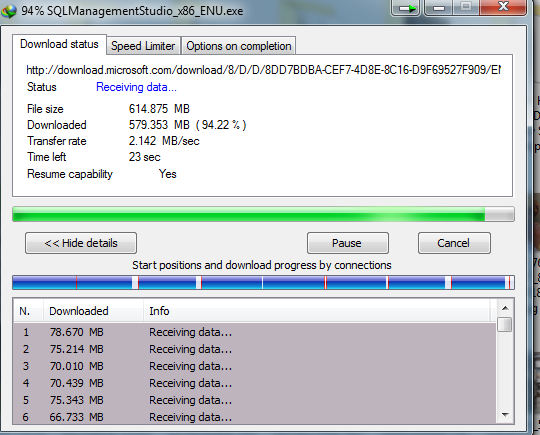 94% SQLManagementStudio_x86_ENU.exe
Download status Speed Limiter Options on completion
http://download.microsoft.com/download/8/D/D/8DD7BDBA-CEF7-4D8E-8C16-D9F69527F909/EN
Status Receiving data...
File size 614.875 MB
Downloaded 579.353 MB ( 94.22 % )
Transfer rate 2.142 MB/sec
Time left 23 sec
Resume capability Yes
<< Hide details Pause Cancel
Start positions and download progress by connections
N. Downloaded Info
1 78.670 MB Receiving data...
2 75.214 MB Receiving data...
3 70.010 MB Receiving data...
4 70.439 MB Receiving data...
5 75.343 MB Receiving data...
6 66.733 MB Receiving data...